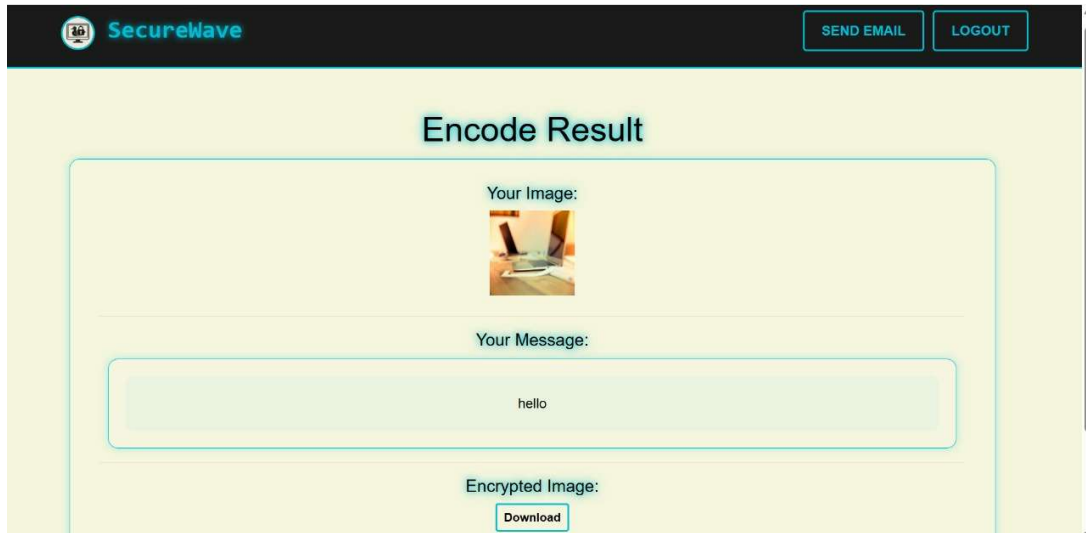 SecureWave
SEND EMAIL
LOGOUT
Encode Result
Your Image:
Your Message:
hello
Encrypted Image:
Download